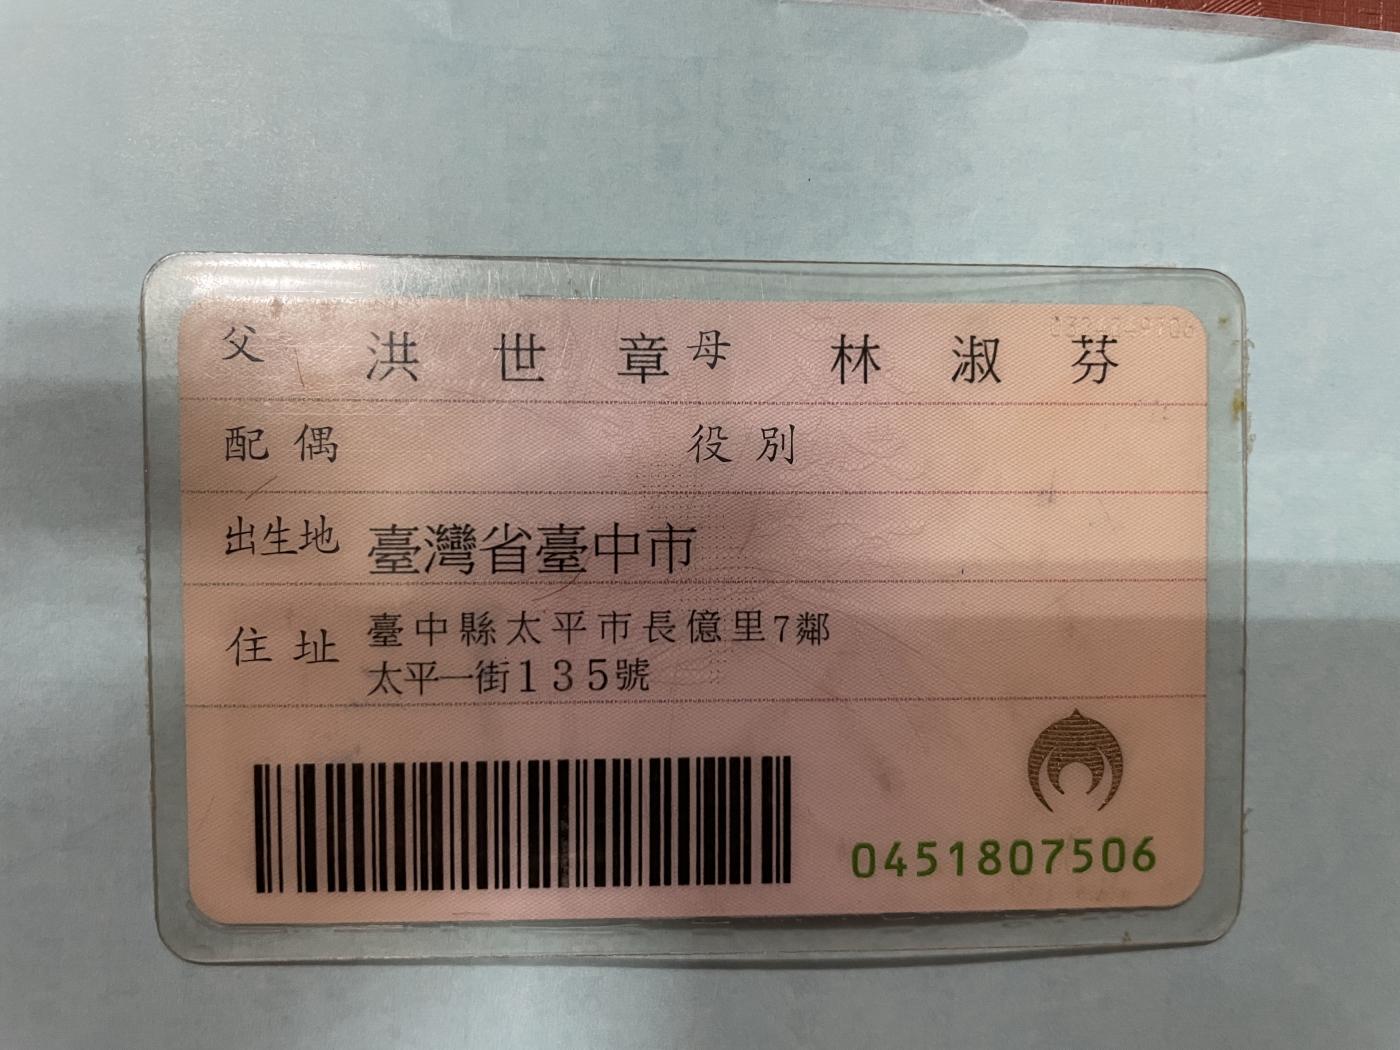 父 洪世章 母 林淑芬
配偶 役別
出生地 臺灣省臺中市
住址 臺中縣太平市長億里7鄰
太平一街135號
0451807506